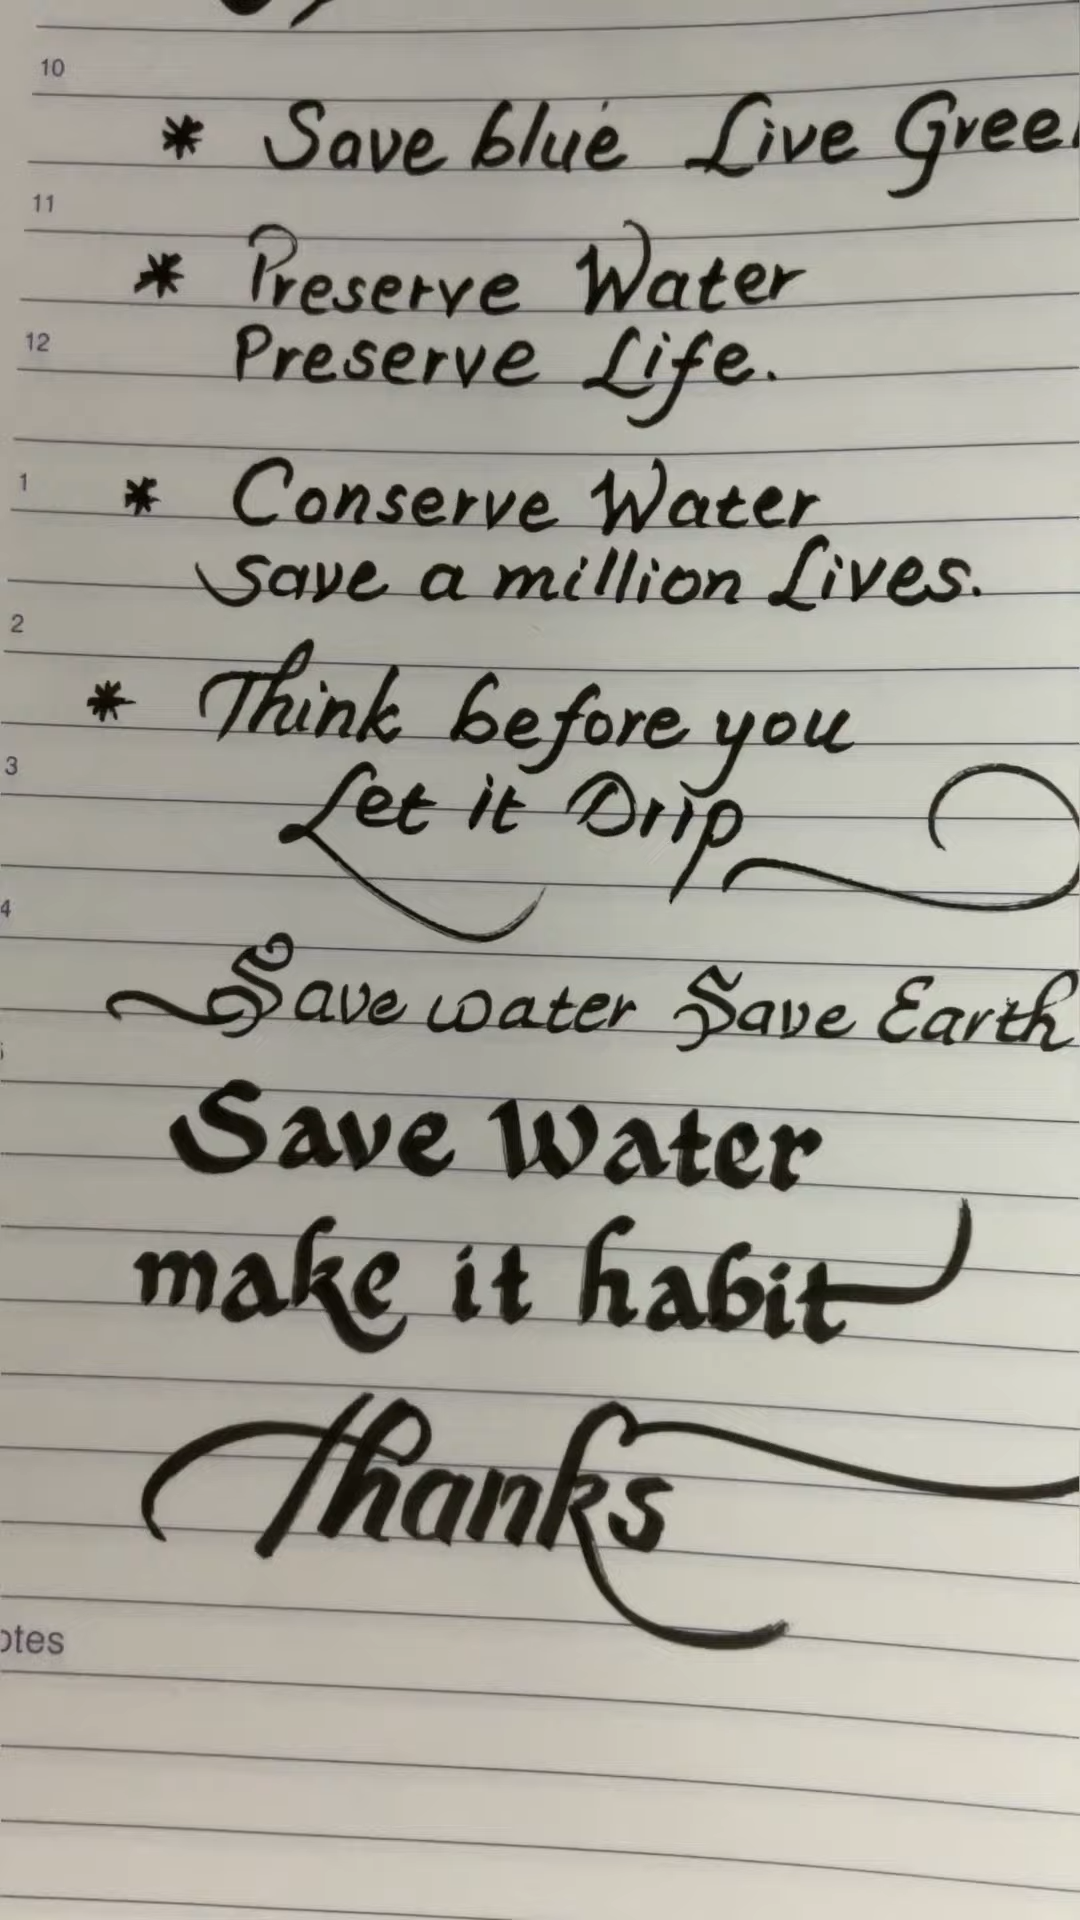 10
* Save blue Live Gree
11
* Preserve Water
12
Preserve Life.
1
* Conserve Water
save a million Lives.
2
* Think before you
3
Let it Drip
4
Save water Save Earth
Save Water
make it habit
Thanks
otes